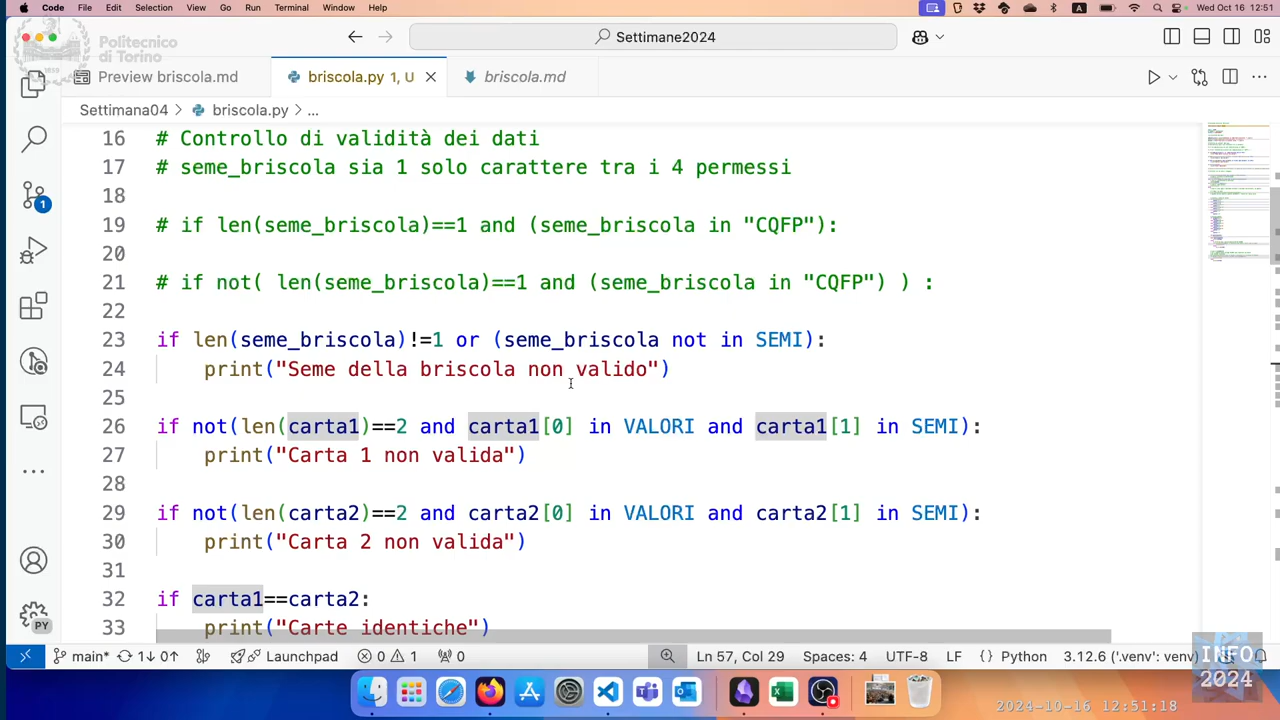 Code File Edit Selection View Go Run Terminal Window Help
Wed Oct 16 12:51
Politecnico
di Torino
Settimane2024
Preview briscola.md
briscola.py 1, U
briscola.md
Settimana04 > briscola.py > ...
16 # Controllo di validità dei dati
17 # seme_briscola sia 1 solo carattere tra i 4 permessi
18
19 # if len(seme_briscola)==1 and (seme_briscola in "CQFP"):
20
21 # if not( len(seme_briscola)==1 and (seme_briscola in "CQFP") ) :
22
23 if len(seme_briscola)!=1 or (seme_briscola not in SEMI):
24 print("Seme della briscola non valido")
25
26 if not(len(carta1)==2 and carta1[0] in VALORI and carta1[1] in SEMI):
27 print("Carta 1 non valida")
28
29 if not(len(carta2)==2 and carta2[0] in VALORI and carta2[1] in SEMI):
30 print("Carta 2 non valida")
31
32 if carta1==carta2:
33 print("Carte identiche")
1
PY
main* 1↓ 0↑ Launchpad 0 1 0 Ln 57, Col 29 Spaces: 4 UTF-8 LF {} Python 3.12.6 ('.venv': venv)
INFO
2024
2024-10-16 12:51:18